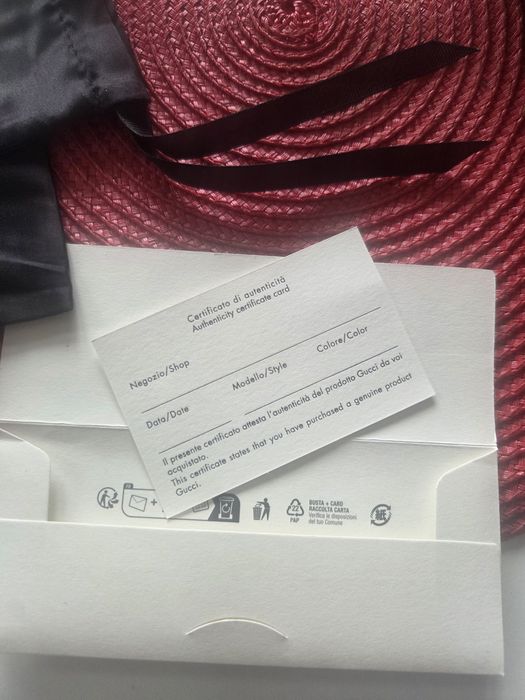 Certificato di autenticità
Authenticity certificate card
Negozio/Shop
Data/Date
Modello/Style
Colore/Color
Il presente certificato attesta l'autenticità del prodotto Gucci da voi
acquistato.
This certificate states that you have purchased a genuine product
Gucci.
+
22
PAP
BUSTA + CARD
RACCOLTA CARTA
Verifica le disposizioni
del tuo Comune
紙